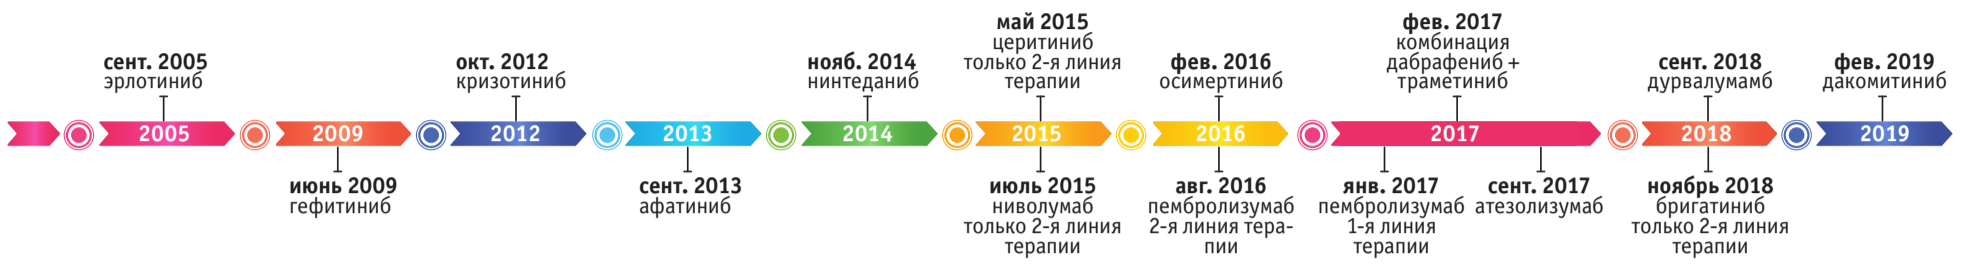 сент. 2005
эрлотиниб
окт. 2012
кризотиниб
нояб. 2014
нинтеданиб
май 2015
церитиниб
только 2-я линия
терапии
фев. 2016
осимертиниб
фев. 2017
комбинация
дабрафениб +
траметиниб
сент. 2018
дурвалумамб
фев. 2019
дакомитиниб
2005
2009
2012
2013
2014
2015
2016
2017
2018
2019
июнь 2009
гефитиниб
сент. 2013
афатиниб
июль 2015
ниволумаб
только 2-я линия
терапии
авг. 2016
пембролизумаб
2-я линия тера-
пии
янв. 2017
пембролизумаб
1-я линия
терапии
сент. 2017
атезолизумаб
ноябрь 2018
бригатиниб
только 2-я линия
терапии